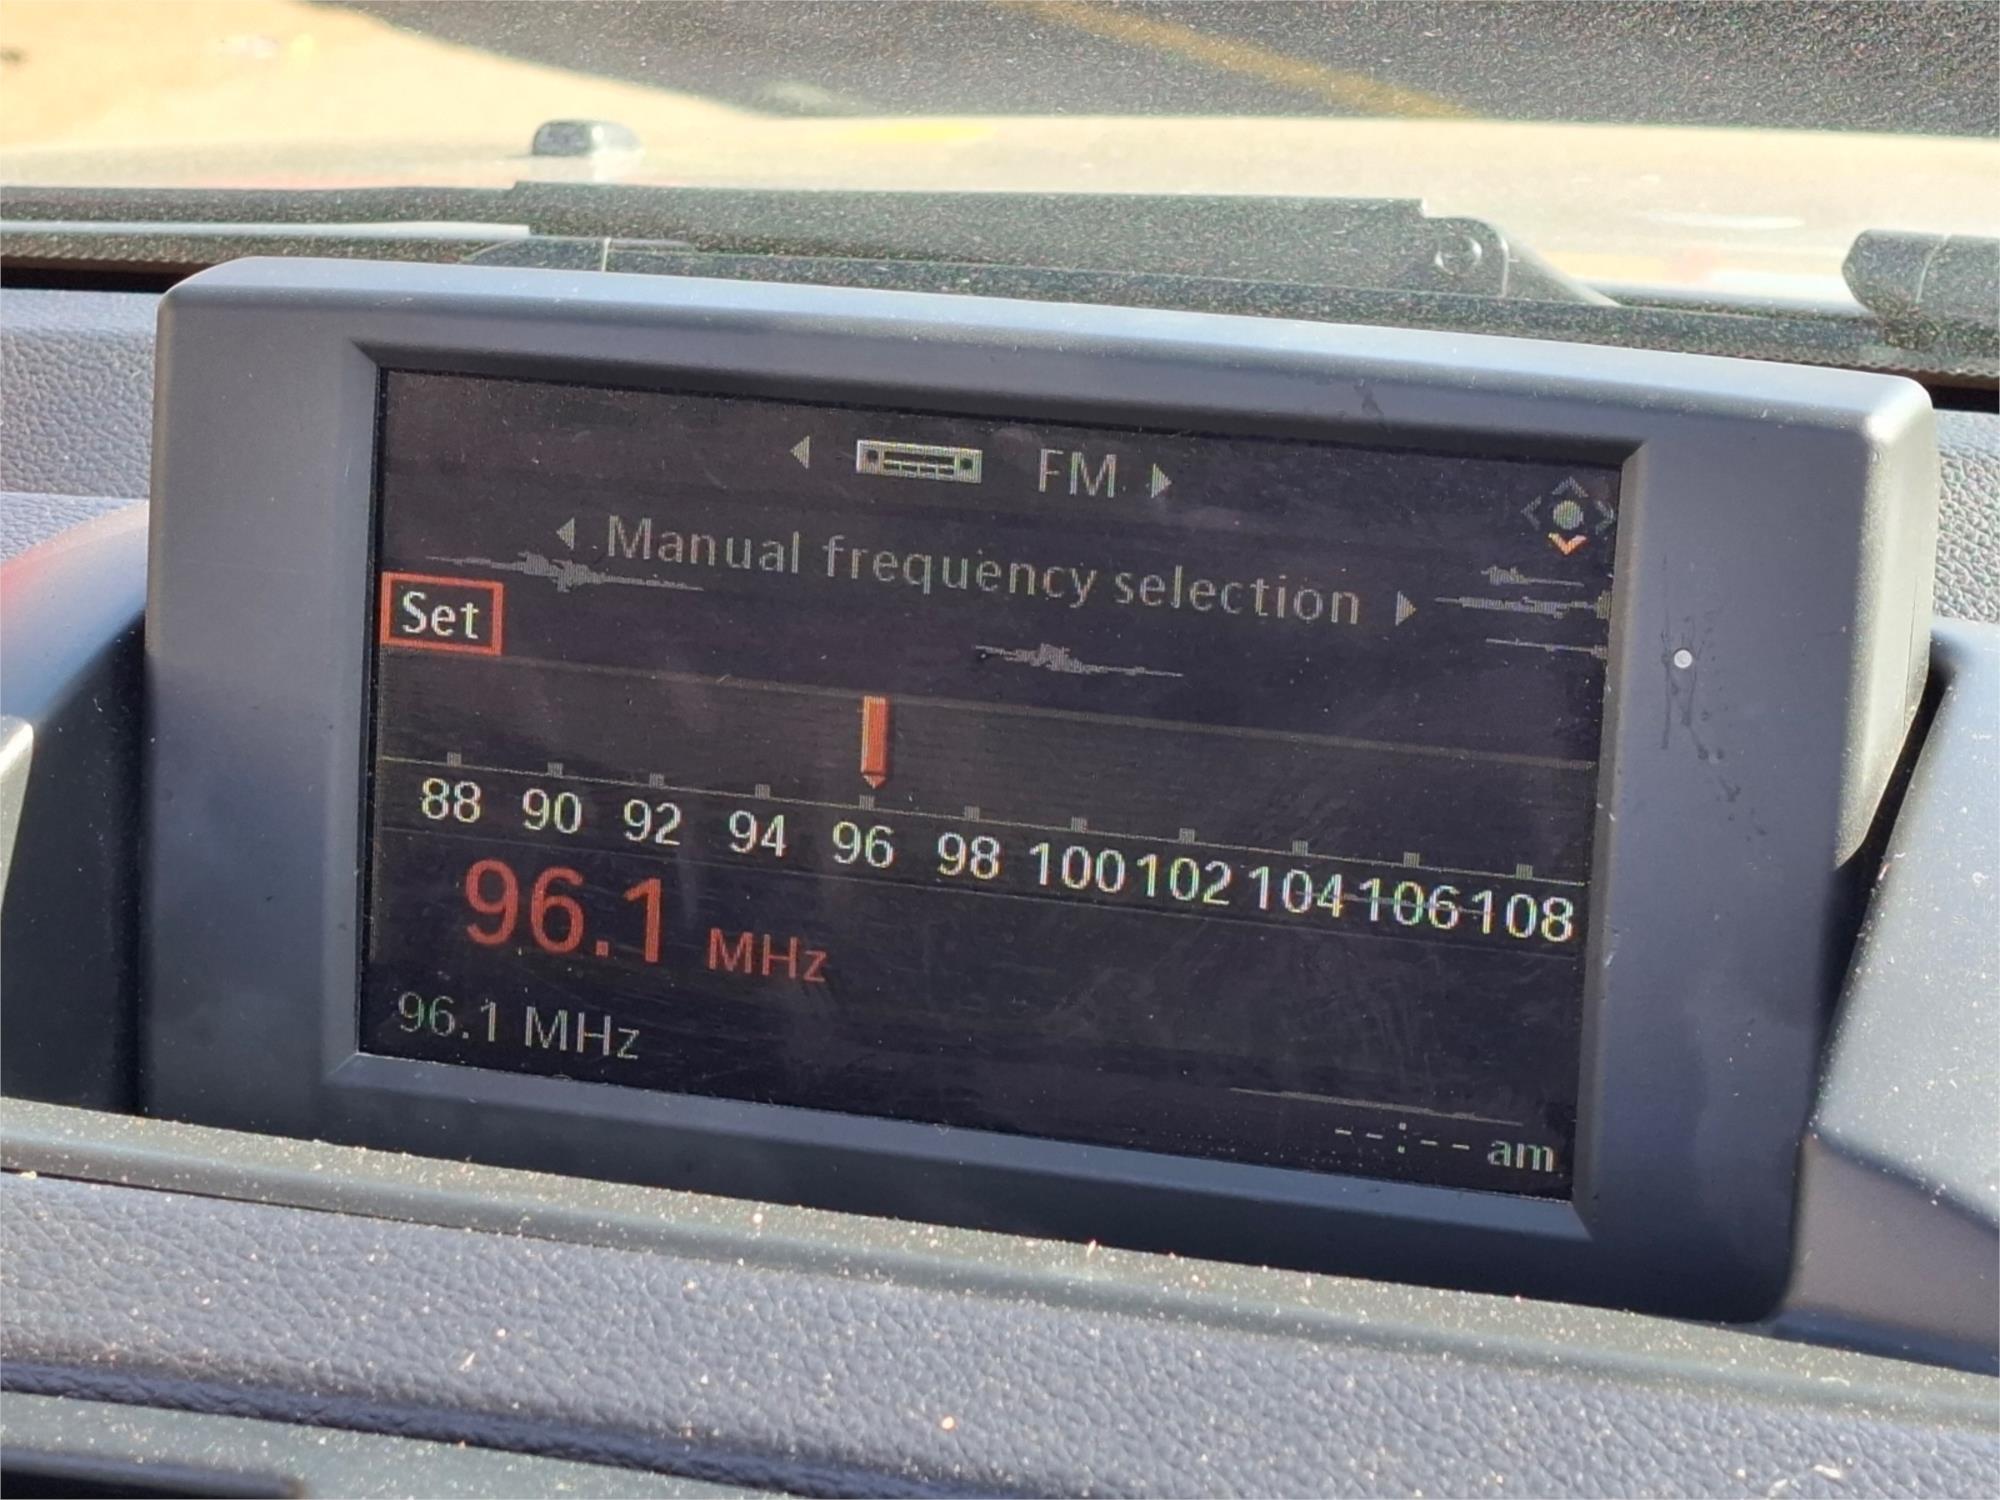 FM
Manual frequency selection
Set
88 90 92 94 96 98 100 102 104 106 108
96.1 MHz
96.1 MHz
--:-- am